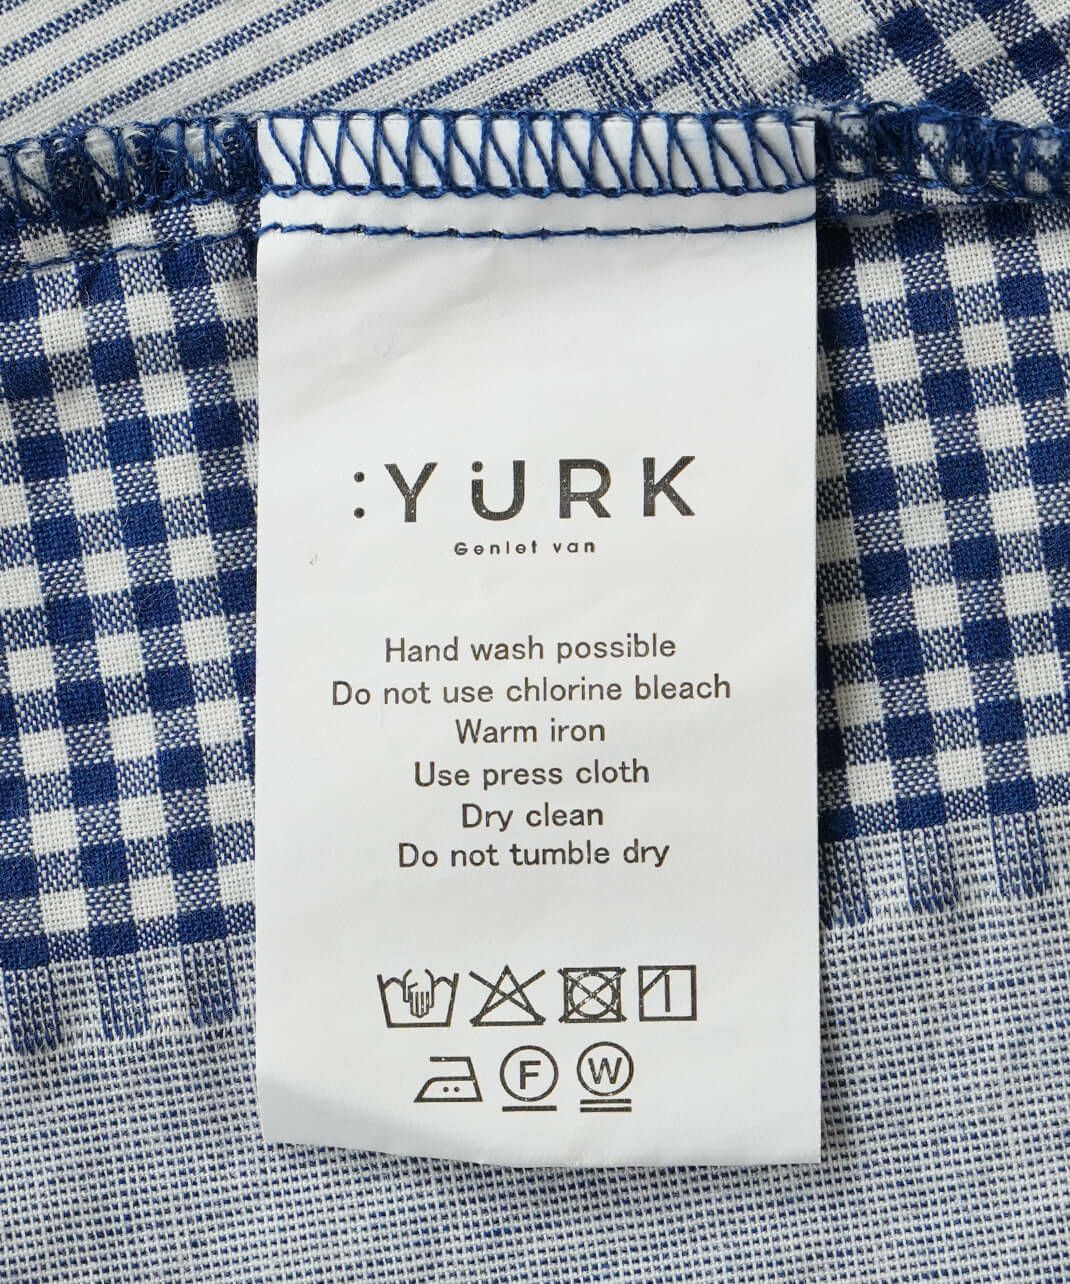 :YURK
Geniet van
Hand wash possible
Do not use chlorine bleach
Warm iron
Use press cloth
Dry clean
Do not tumble dry
F W